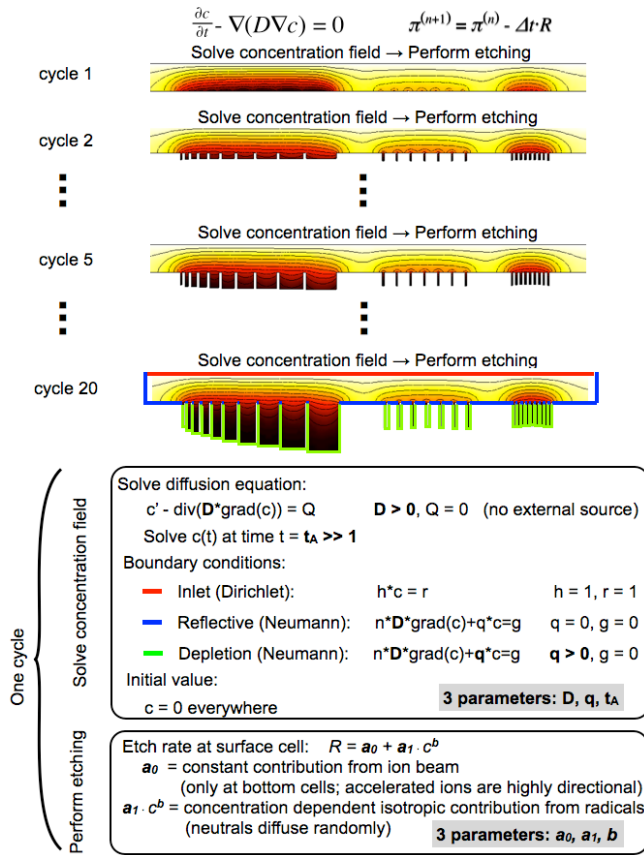 ∂c/∂t - ∇(D∇c) = 0 π⁽ⁿ⁺¹⁾ = π⁽ⁿ⁾ - Δt·R
Solve concentration field → Perform etching
cycle 1
Solve concentration field → Perform etching
cycle 2
Solve concentration field → Perform etching
cycle 5
Solve concentration field → Perform etching
cycle 20
One cycle
Solve concentration field
Solve diffusion equation:
c' - div(D*grad(c)) = Q D > 0, Q = 0 (no external source)
Solve c(t) at time t = t_A >> 1
Boundary conditions:
Inlet (Dirichlet): h*c = r h = 1, r = 1
Reflective (Neumann): n*D*grad(c)+q*c=g q = 0, g = 0
Depletion (Neumann): n*D*grad(c)+q*c=g q > 0, g = 0
Initial value:
c = 0 everywhere
3 parameters: D, q, t_A
Perform etching
Etch rate at surface cell: R = a₀ + a₁· cᵇ
a₀ = constant contribution from ion beam
(only at bottom cells; accelerated ions are highly directional)
a₁· cᵇ = concentration dependent isotropic contribution from radicals
(neutrals diffuse randomly)
3 parameters: a₀, a₁, b